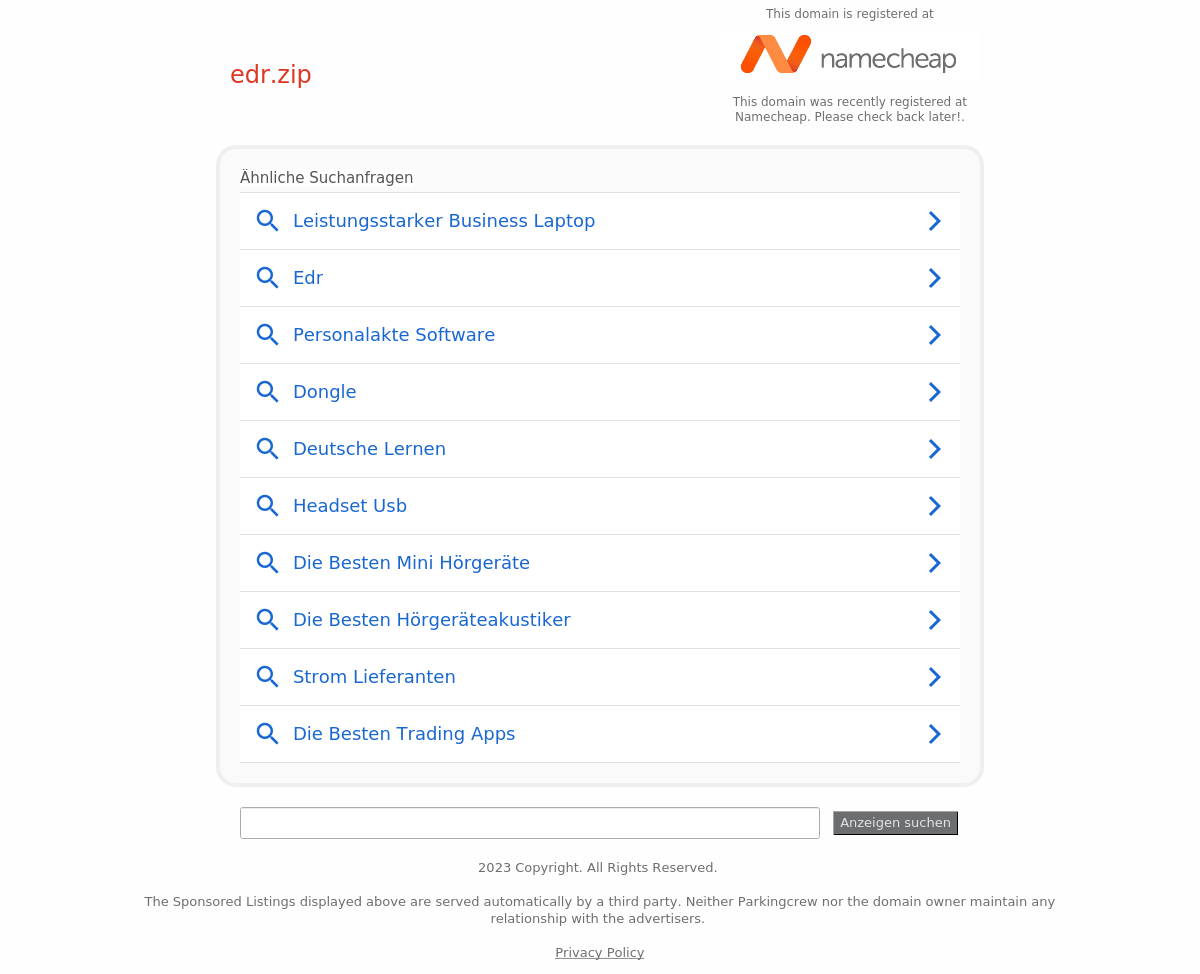 This domain is registered at
namecheap
edr.zip
This domain was recently registered at
Namecheap. Please check back later!.
Ähnliche Suchanfragen
Leistungsstarker Business Laptop
Edr
Personalakte Software
Dongle
Deutsche Lernen
Headset Usb
Die Besten Mini Hörgeräte
Die Besten Hörgeräteakustiker
Strom Lieferanten
Die Besten Trading Apps
Anzeigen suchen
2023 Copyright. All Rights Reserved.
The Sponsored Listings displayed above are served automatically by a third party. Neither Parkingcrew nor the domain owner maintain any
relationship with the advertisers.
Privacy Policy